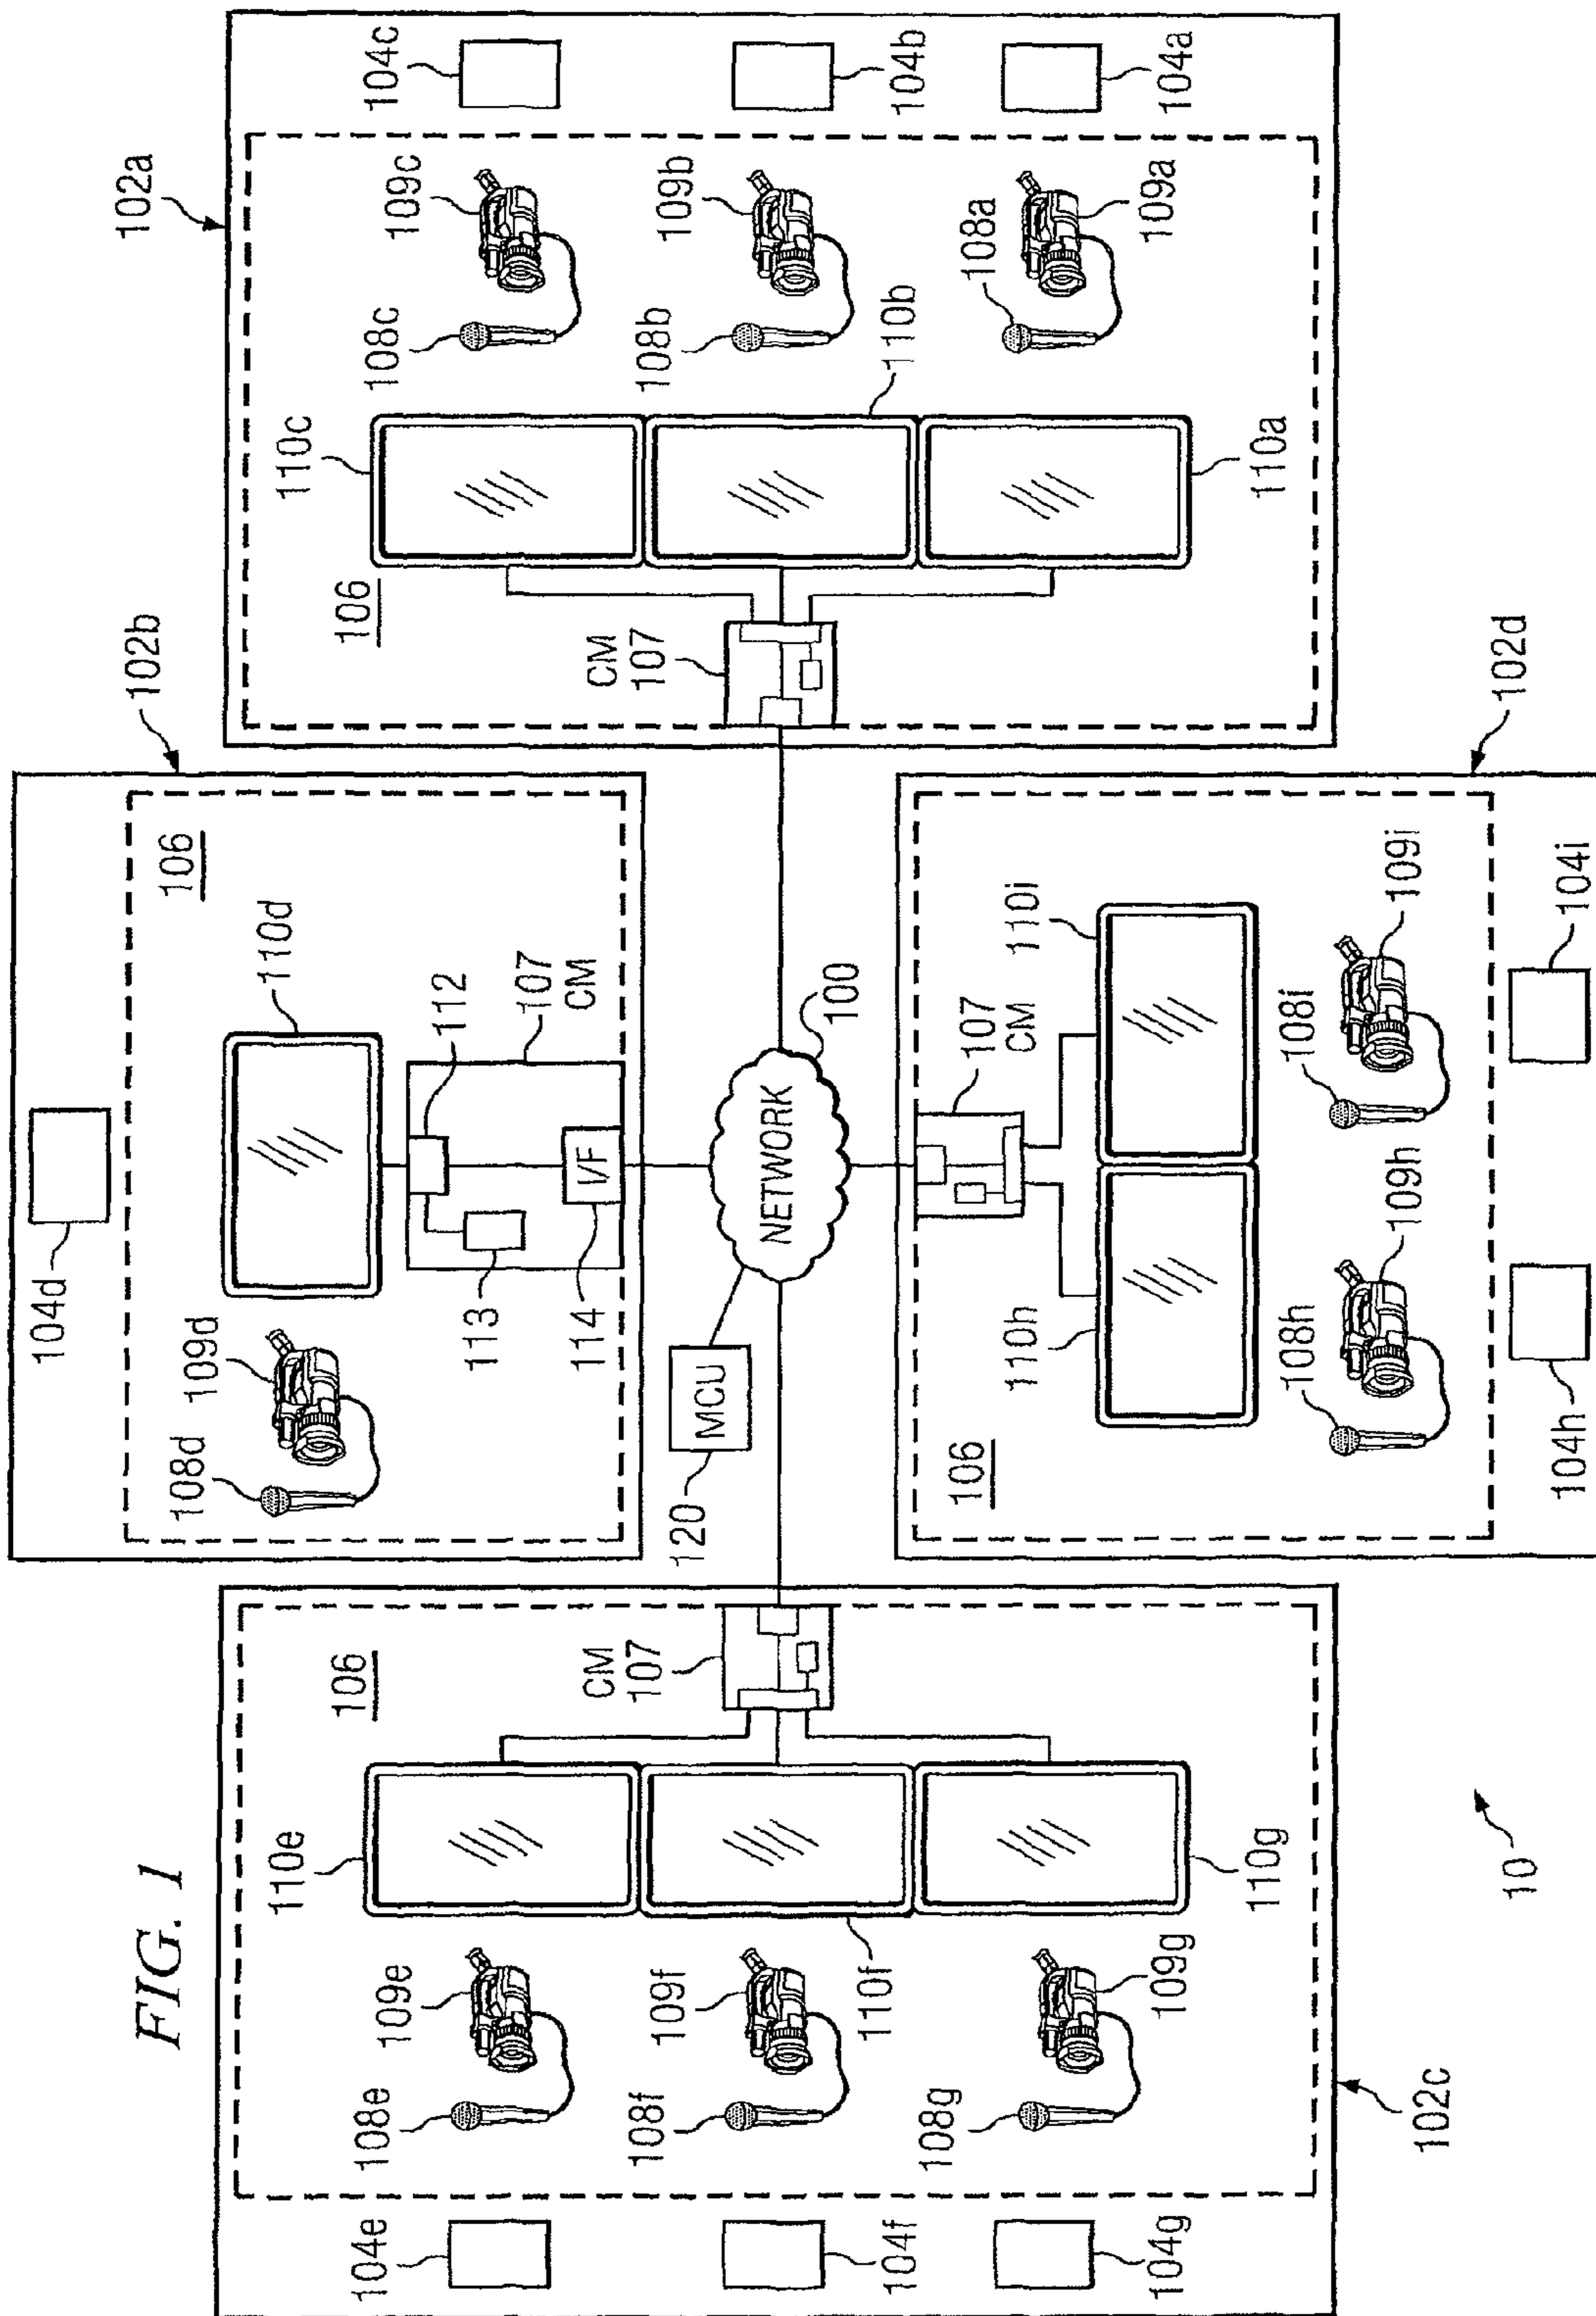 FIG. 1
102b
104d
106
108d
109d
110d
112
107
CM
113
I/F
114
102c
104e
108e
109e
110e
106
104f
108f
109f
CM
107
104g
108g
109g
110f
110g
120
MCU
NETWORK
100
102a
106
110c
108c
109c
104c
CM
107
110b
108b
109b
104b
110a
108a
109a
104a
102d
106
107
CM
110h
110i
108h
109h
108i
109i
104h
104i
10